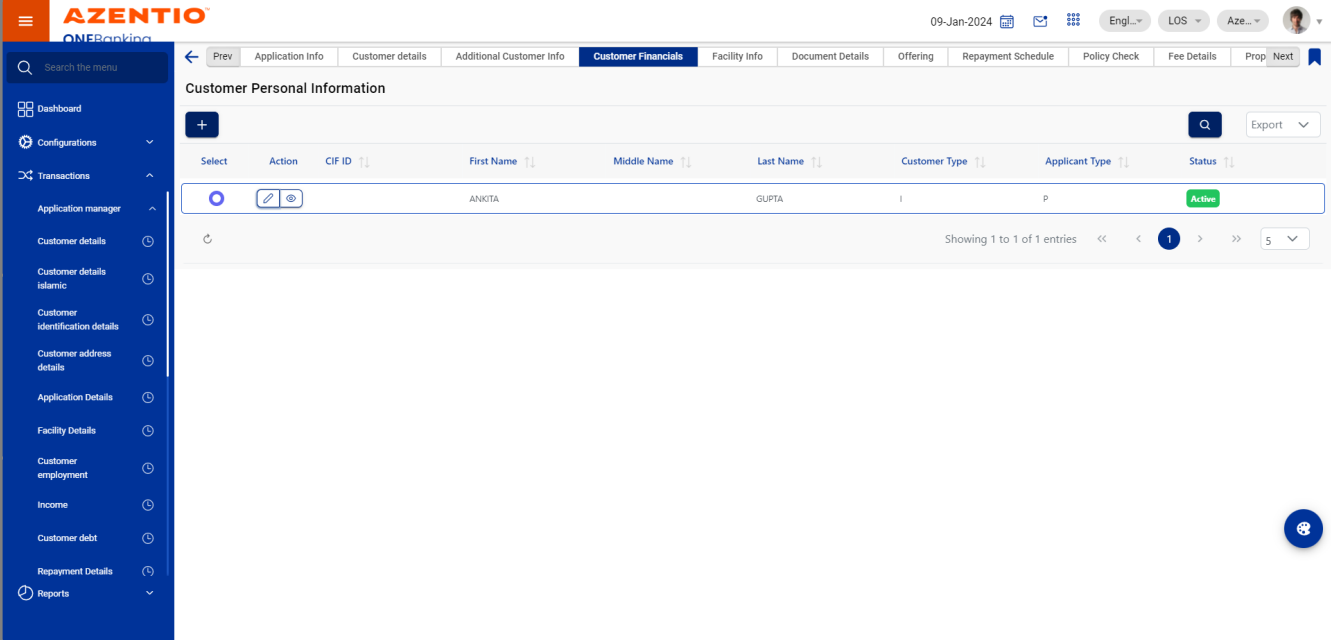 AZENTIO
ONEBanking
09-Jan-2024
Engl...
LOS
Aze...
Search the menu
Dashboard
Configurations
Transactions
Application manager
Customer details
Customer details
islamic
Customer
identification details
Customer address
details
Application Details
Facility Details
Customer
employment
Income
Customer debt
Repayment Details
Reports
Prev
Application Info
Customer details
Additional Customer Info
Customer Financials
Facility Info
Document Details
Offering
Repayment Schedule
Policy Check
Fee Details
Prop
Next
Customer Personal Information
+
Export
Select
Action
CIF ID
First Name
Middle Name
Last Name
Customer Type
Applicant Type
Status
ANKITA
GUPTA
I
P
Active
Showing 1 to 1 of 1 entries
1
5